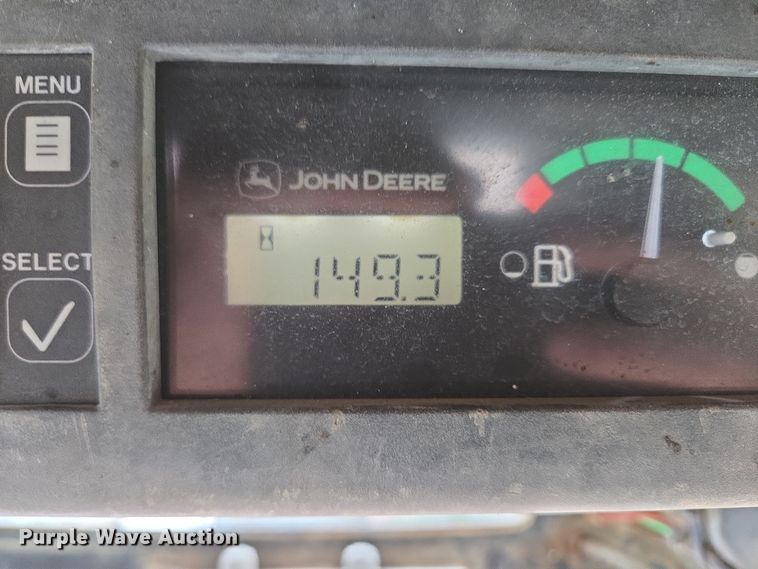 MENU
JOHN DEERE
SELECT
149.3
Purple Wave Auction